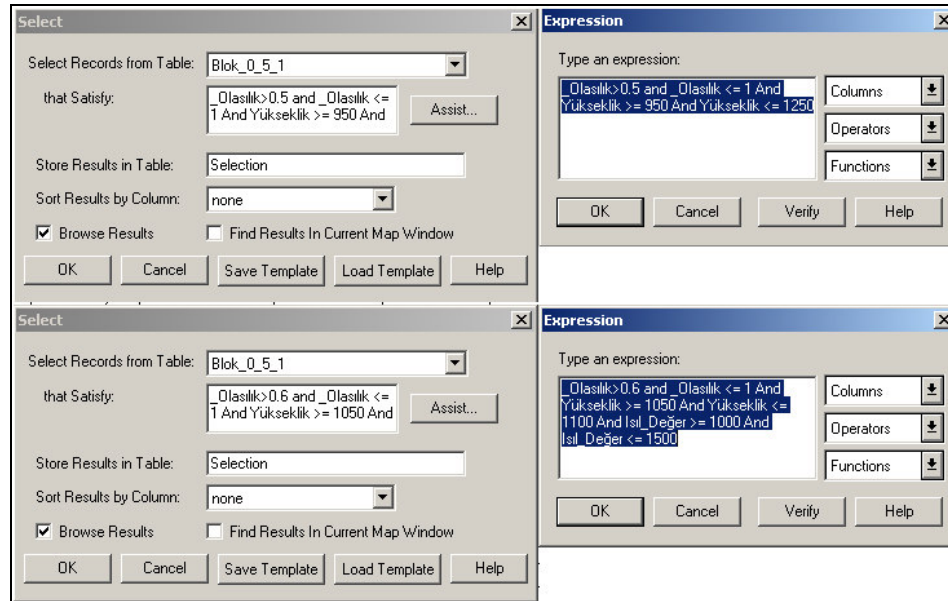 Select
Select Records from Table: Blok_0_5_1
that Satisfy: _Olasılık>0.5 and _Olasılık <=
1 And Yükseklik >= 950 And
Assist...
Store Results in Table: Selection
Sort Results by Column: none
Browse Results Find Results In Current Map Window
OK Cancel Save Template Load Template Help
Expression
Type an expression:
_Olasılık>0.5 and _Olasılık <= 1 And
Yükseklik >= 950 And Yükseklik <= 1250
Columns
Operators
Functions
OK Cancel Verify Help
Select
Select Records from Table: Blok_0_5_1
that Satisfy: _Olasılık>0.6 and _Olasılık <=
1 And Yükseklik >= 1050 And
Assist...
Store Results in Table: Selection
Sort Results by Column: none
Browse Results Find Results In Current Map Window
OK Cancel Save Template Load Template Help
Expression
Type an expression:
_Olasılık>0.6 and _Olasılık <= 1 And
Yükseklik >= 1050 And Yükseklik <=
1100 And Isıl_Değer >= 1000 And
Isıl_Değer <= 1500
Columns
Operators
Functions
OK Cancel Verify Help